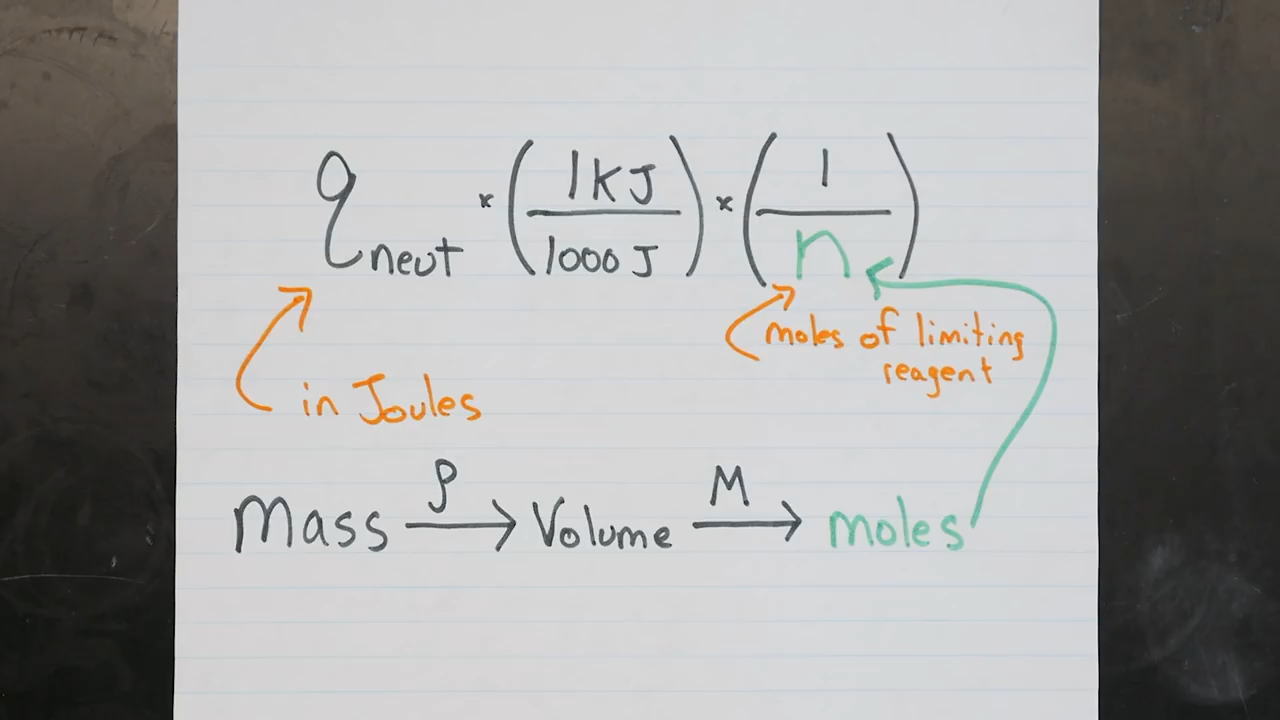 q neut × (1 kJ / 1000 J) × (1 / n)
moles of limiting
reagent
in Joules
Mass ρ→ Volume M→ moles